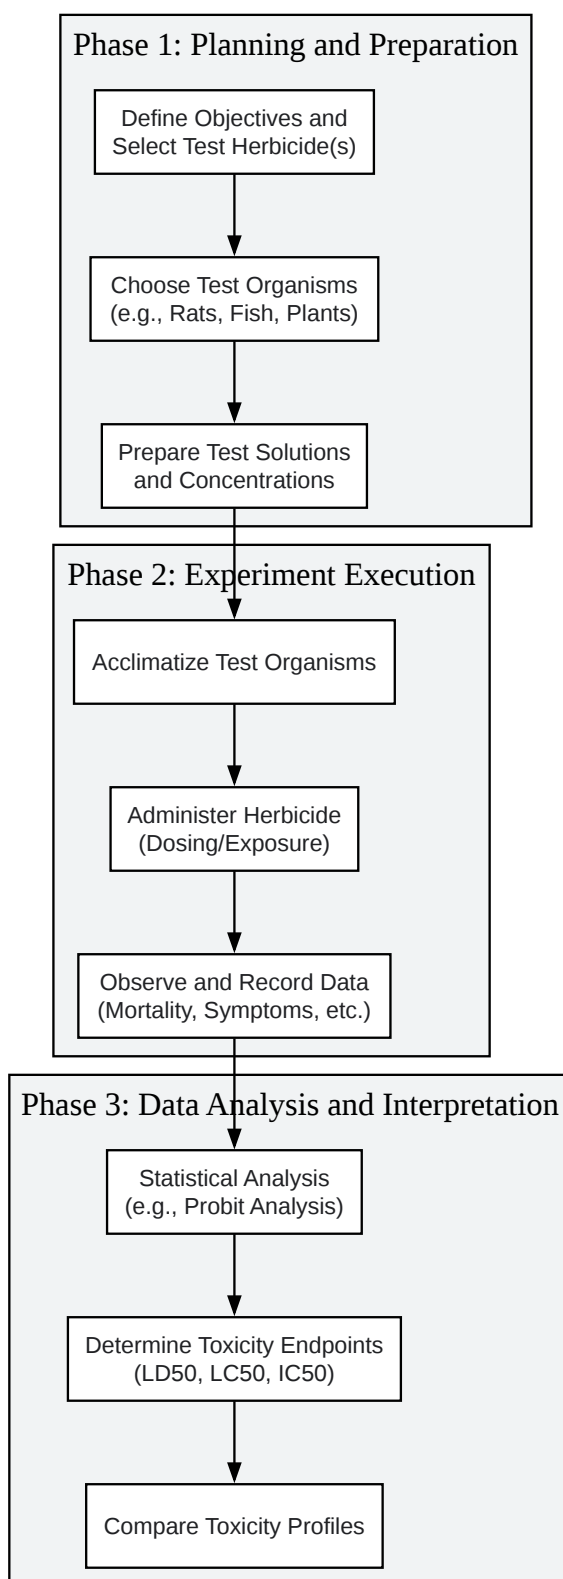 Phase 1: Planning and Preparation
Define Objectives and
Select Test Herbicide(s)
Choose Test Organisms
(e.g., Rats, Fish, Plants)
Prepare Test Solutions
and Concentrations
Phase 2: Experiment Execution
Acclimatize Test Organisms
Administer Herbicide
(Dosing/Exposure)
Observe and Record Data
(Mortality, Symptoms, etc.)
Phase 3: Data Analysis and Interpretation
Statistical Analysis
(e.g., Probit Analysis)
Determine Toxicity Endpoints
(LD50, LC50, IC50)
Compare Toxicity Profiles